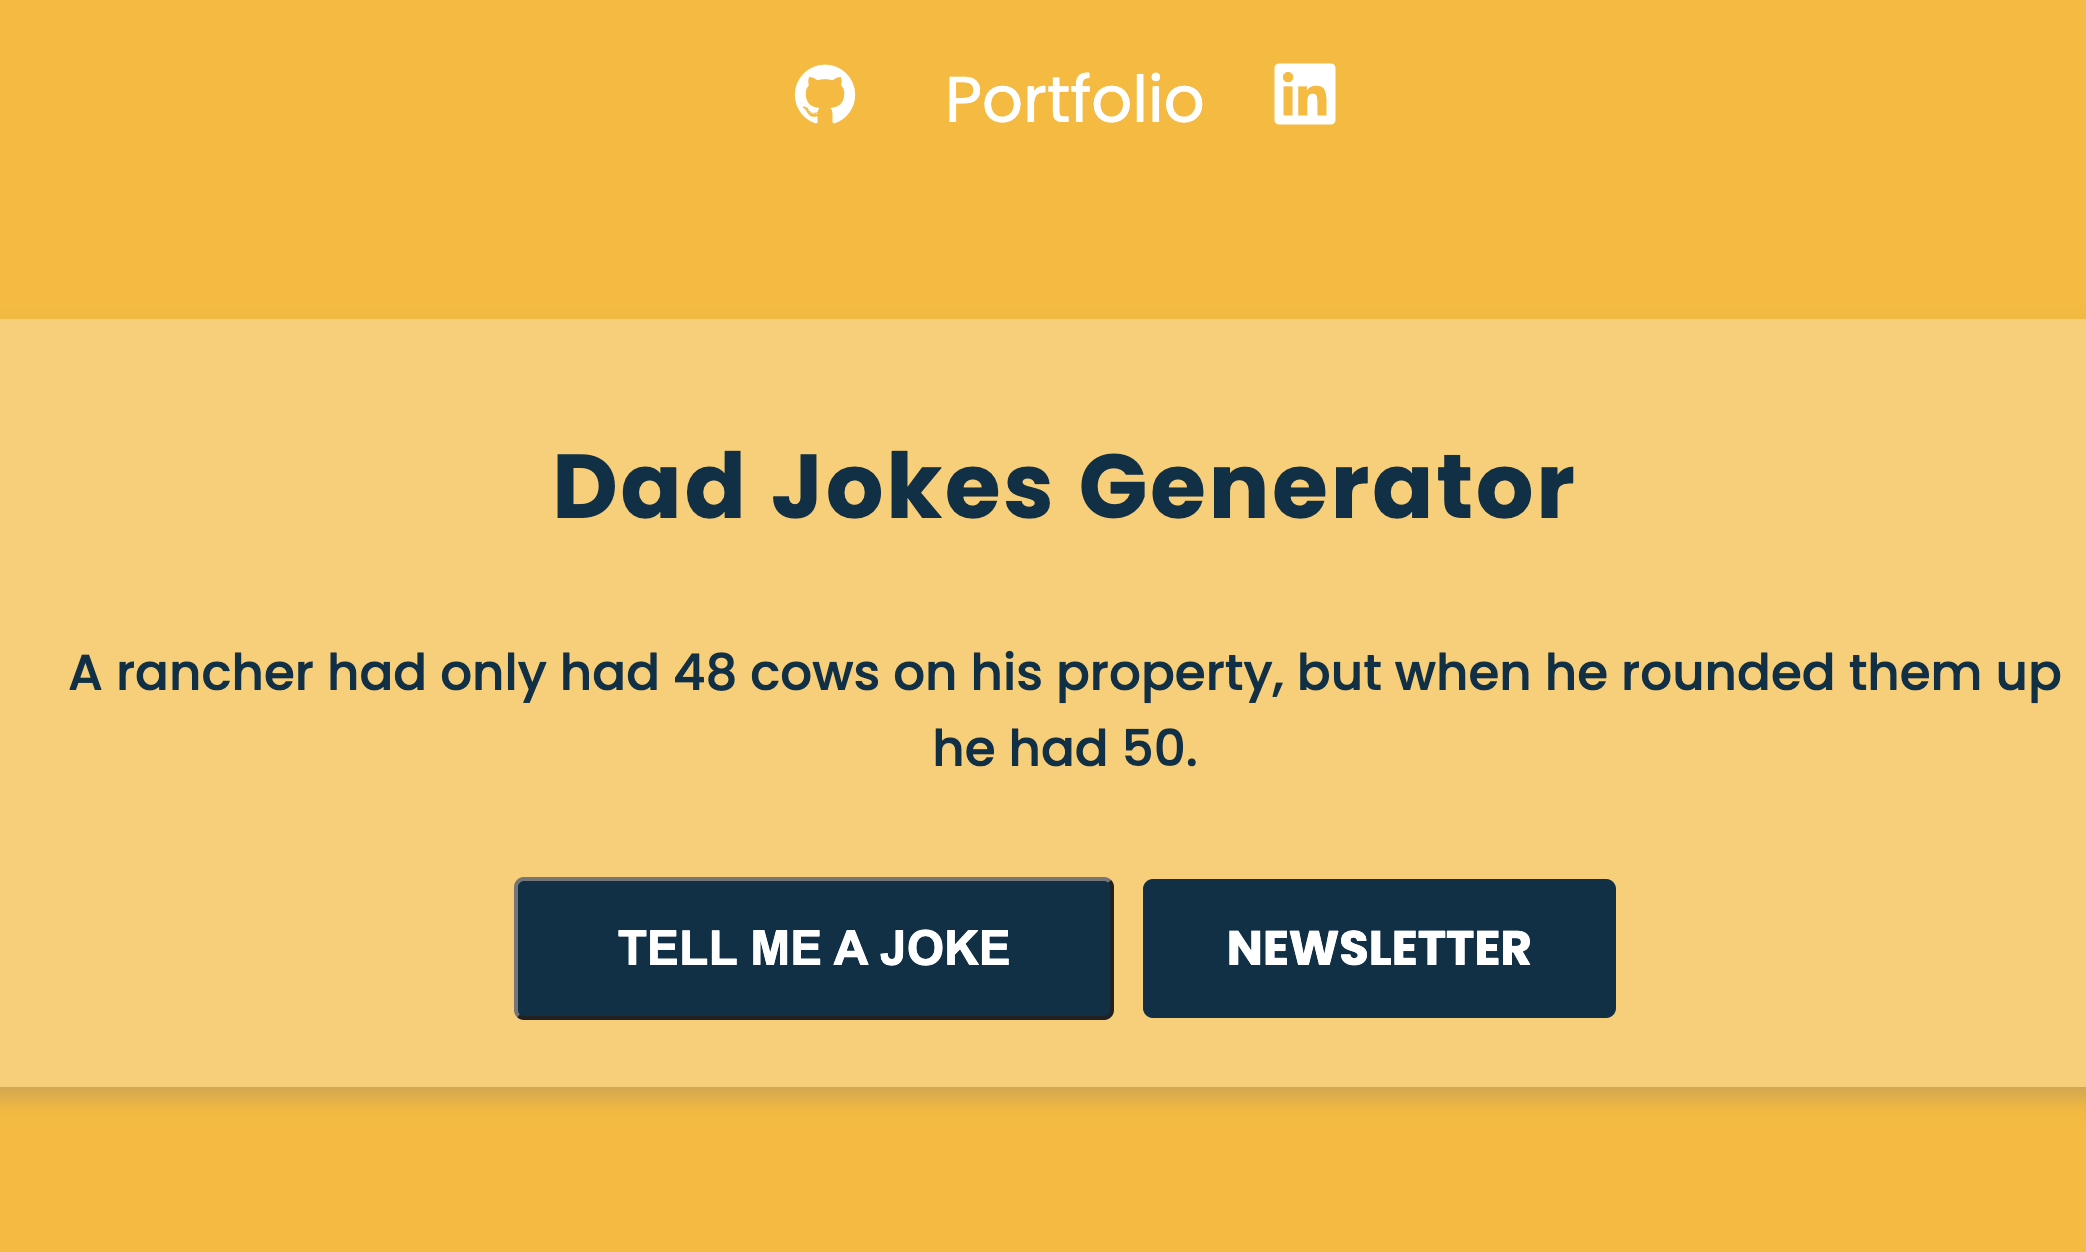 Portfolio in
Dad Jokes Generator
A rancher had only had 48 cows on his property, but when he rounded them up
he had 50.
TELL ME A JOKE NEWSLETTER